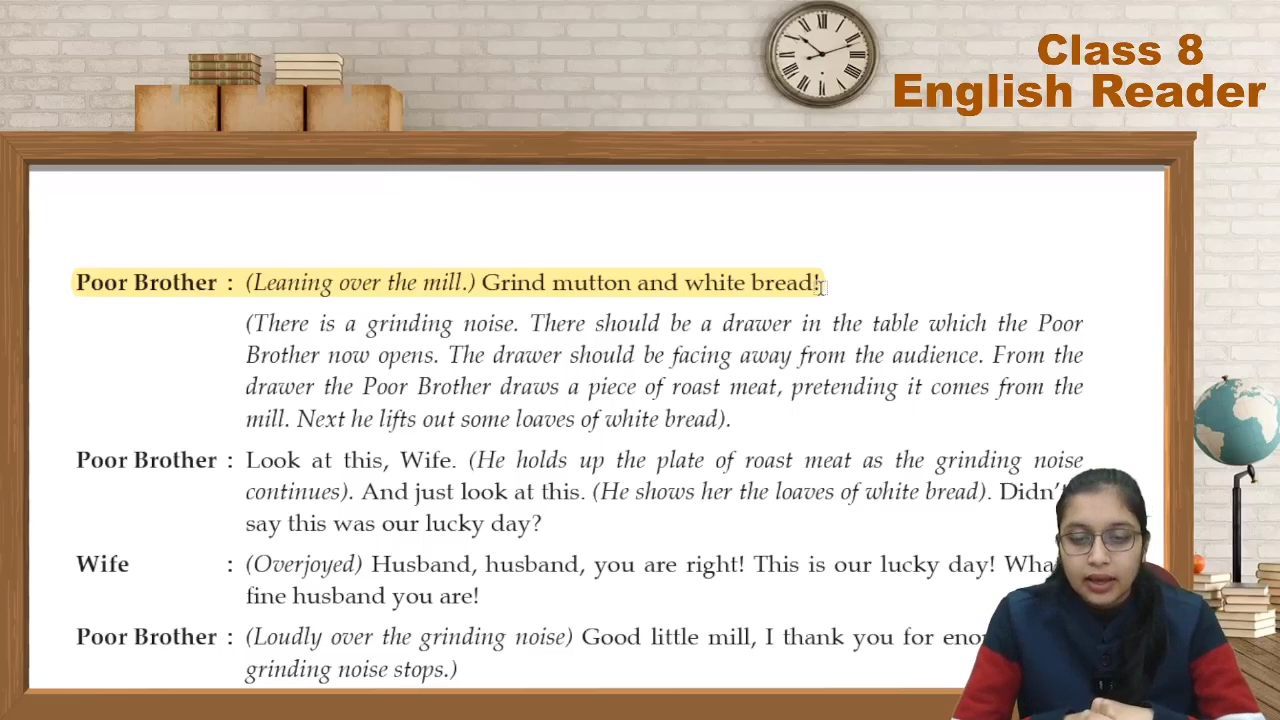 Class 8
English Reader
Poor Brother : (Leaning over the mill.) Grind mutton and white bread!
(There is a grinding noise. There should be a drawer in the table which the Poor
Brother now opens. The drawer should be facing away from the audience. From the
drawer the Poor Brother draws a piece of roast meat, pretending it comes from the
mill. Next he lifts out some loaves of white bread).
Poor Brother : Look at this, Wife. (He holds up the plate of roast meat as the grinding noise
continues). And just look at this. (He shows her the loaves of white bread). Didn't
say this was our lucky day?
Wife : (Overjoyed) Husband, husband, you are right! This is our lucky day!
fine husband you are!
Poor Brother : (Loudly over the grinding noise) Good little mill, I thank you for
grinding noise stops.)